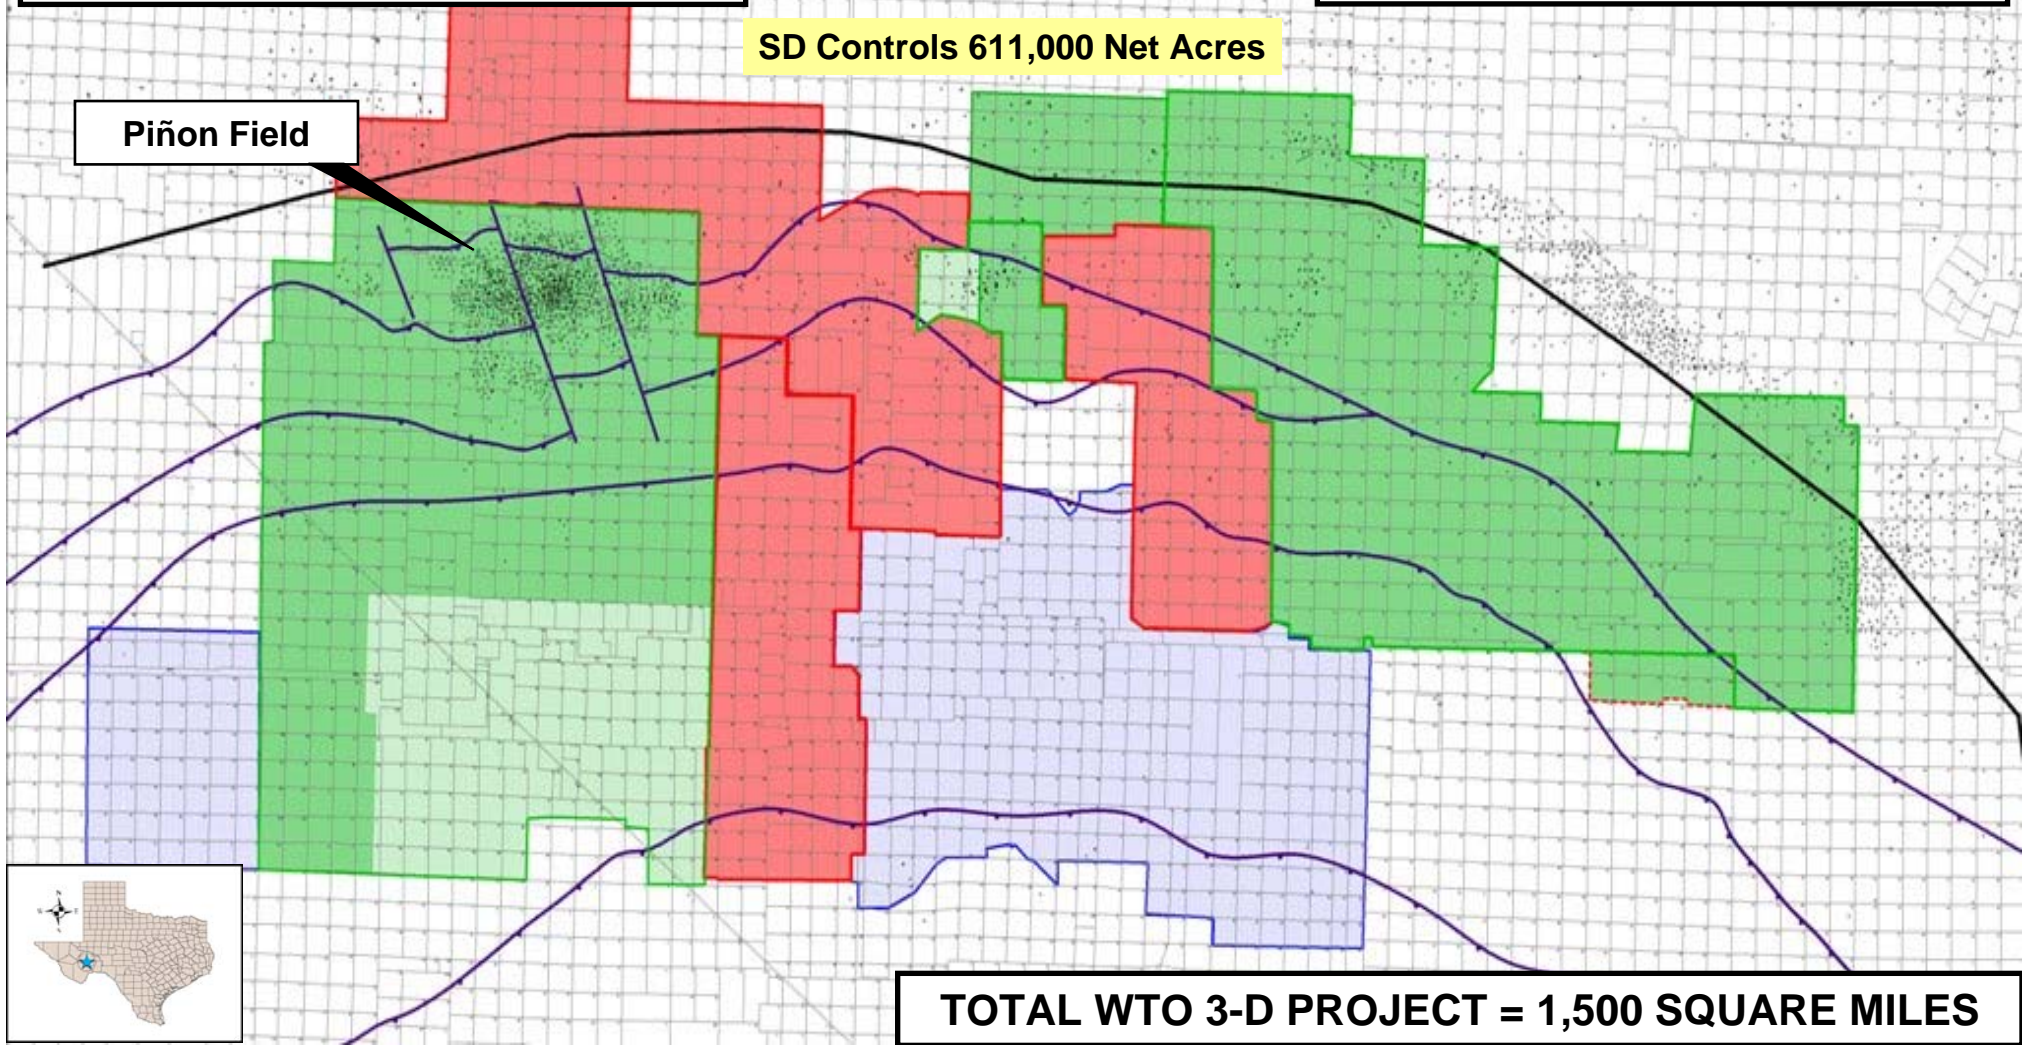 SD Controls 611,000 Net Acres
Piñon Field
TOTAL WTO 3-D PROJECT = 1,500 SQUARE MILES